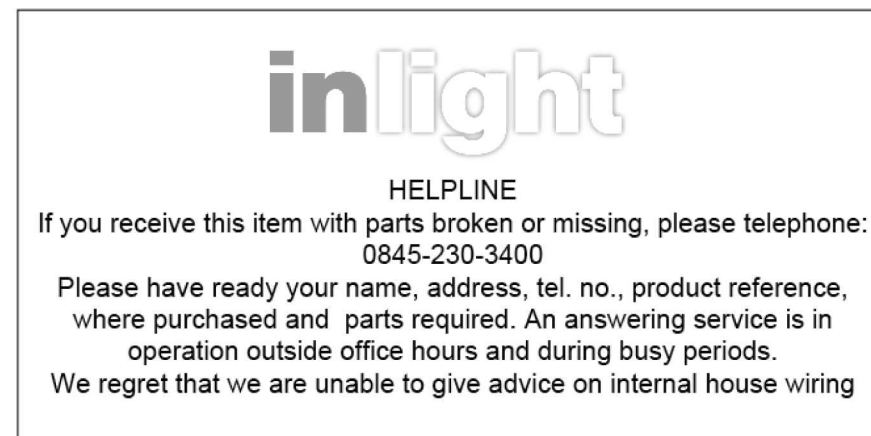 inlight
HELPLINE
If you receive this item with parts broken or missing, please telephone:
0845-230-3400
Please have ready your name, address, tel. no., product reference,
where purchased and  parts required. An answering service is in
operation outside office hours and during busy periods.
We regret that we are unable to give advice on internal house wiring